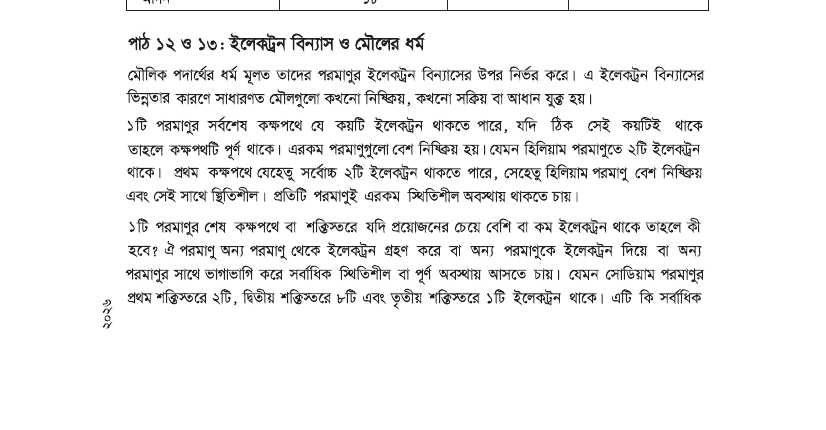 ১৮
পাঠ ১২ ও ১৩: ইলেকট্রন বিন্যাস ও মৌলের ধর্ম
মৌলিক পদার্থের ধর্ম মূলত তাদের পরমাণুর ইলেকট্রন বিন্যাসের উপর নির্ভর করে। এ ইলেকট্রন বিন্যাসের
ভিন্নতার কারণে সাধারণত মৌলগুলো কখনো নিষ্ক্রিয়, কখনো সক্রিয় বা আধান যুক্ত হয়।
১টি পরমাণুর সর্বশেষ কক্ষপথে যে কয়টি ইলেকট্রন থাকতে পারে, যদি ঠিক সেই কয়টিই থাকে
তাহলে কক্ষপথটি পূর্ণ থাকে। এরকম পরমাণুগুলো বেশ নিষ্ক্রিয় হয়। যেমন হিলিয়াম পরমাণুতে ২টি ইলেকট্রন
থাকে। প্রথম কক্ষপথে যেহেতু সর্বোচ্চ ২টি ইলেকট্রন থাকতে পারে, সেহেতু হিলিয়াম পরমাণু বেশ নিষ্ক্রিয়
এবং সেই সাথে স্থিতিশীল। প্রতিটি পরমাণুই এরকম স্থিতিশীল অবস্থায় থাকতে চায়।
১টি পরমাণুর শেষ কক্ষপথে বা শক্তিস্তরে যদি প্রয়োজনের চেয়ে বেশি বা কম ইলেকট্রন থাকে তাহলে কী
হবে? ঐ পরমাণু অন্য পরমাণু থেকে ইলেকট্রন গ্রহণ করে বা অন্য পরমাণুকে ইলেকট্রন দিয়ে বা অন্য
পরমাণুর সাথে ভাগাভাগি করে সর্বাধিক স্থিতিশীল বা পূর্ণ অবস্থায় আসতে চায়। যেমন সোডিয়াম পরমাণুর
প্রথম শক্তিস্তরে ২টি, দ্বিতীয় শক্তিস্তরে ৮টি এবং তৃতীয় শক্তিস্তরে ১টি ইলেকট্রন থাকে। এটি কি সর্বাধিক
২০২৬